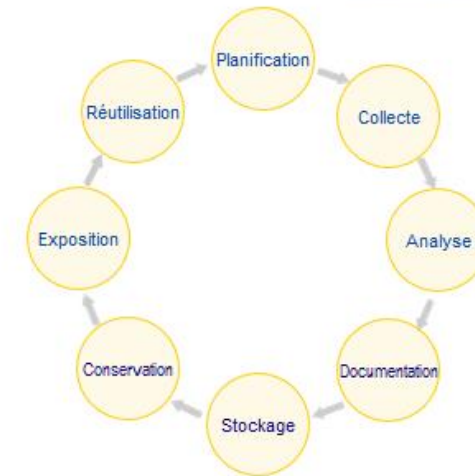 Planification
Collecte
Analyse
Documentation
Stockage
Conservation
Exposition
Réutilisation